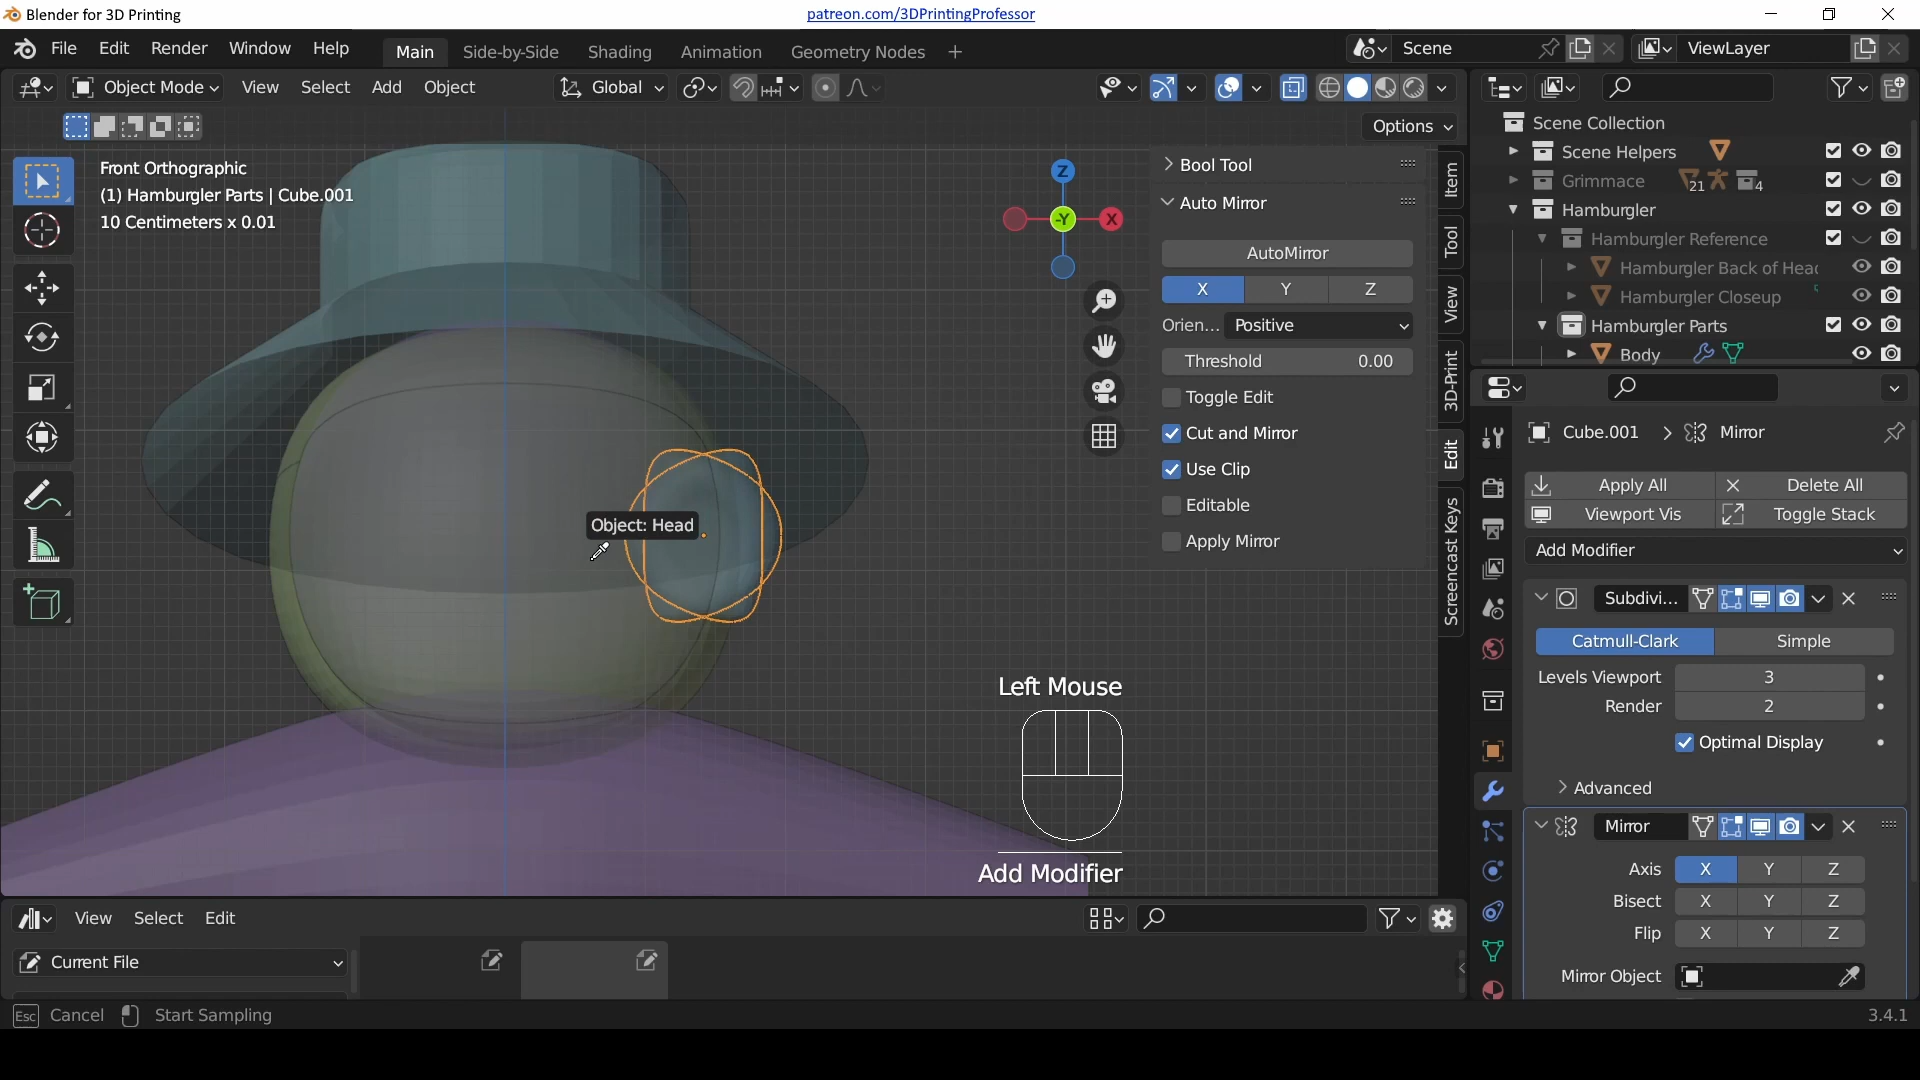 Blender for 3D Printing
patreon.com/3DPrintingProfessor
File Edit Render Window Help
Main Side-by-Side Shading Animation Geometry Nodes
Scene
ViewLayer
Object Mode View Select Add Object
Global
Options
Front Orthographic
(1) Hamburgler Parts | Cube.001
10 Centimeters x 0.01
Z
-Y
X
Object: Head
Bool Tool
Auto Mirror
AutoMirror
X Y Z
Orien... Positive
Threshold 0.00
Toggle Edit
Cut and Mirror
Use Clip
Editable
Apply Mirror
Item
Tool
View
3D-Print
Edit
Screencast Keys
Left Mouse
Add Modifier
Scene Collection
Scene Helpers
Grimmace 21 4
Hamburgler
Hamburgler Reference
Hamburgler Back of Head
Hamburgler Closeup
Hamburgler Parts
Body
Cube.001 Mirror
Apply All Delete All
Viewport Vis Toggle Stack
Add Modifier
Subdivi...
Catmull-Clark Simple
Levels Viewport 3
Render 2
Optimal Display
Advanced
Mirror
Axis X Y Z
Bisect X Y Z
Flip X Y Z
Mirror Object
View Select Edit
Current File
Esc Cancel Start Sampling
3.4.1